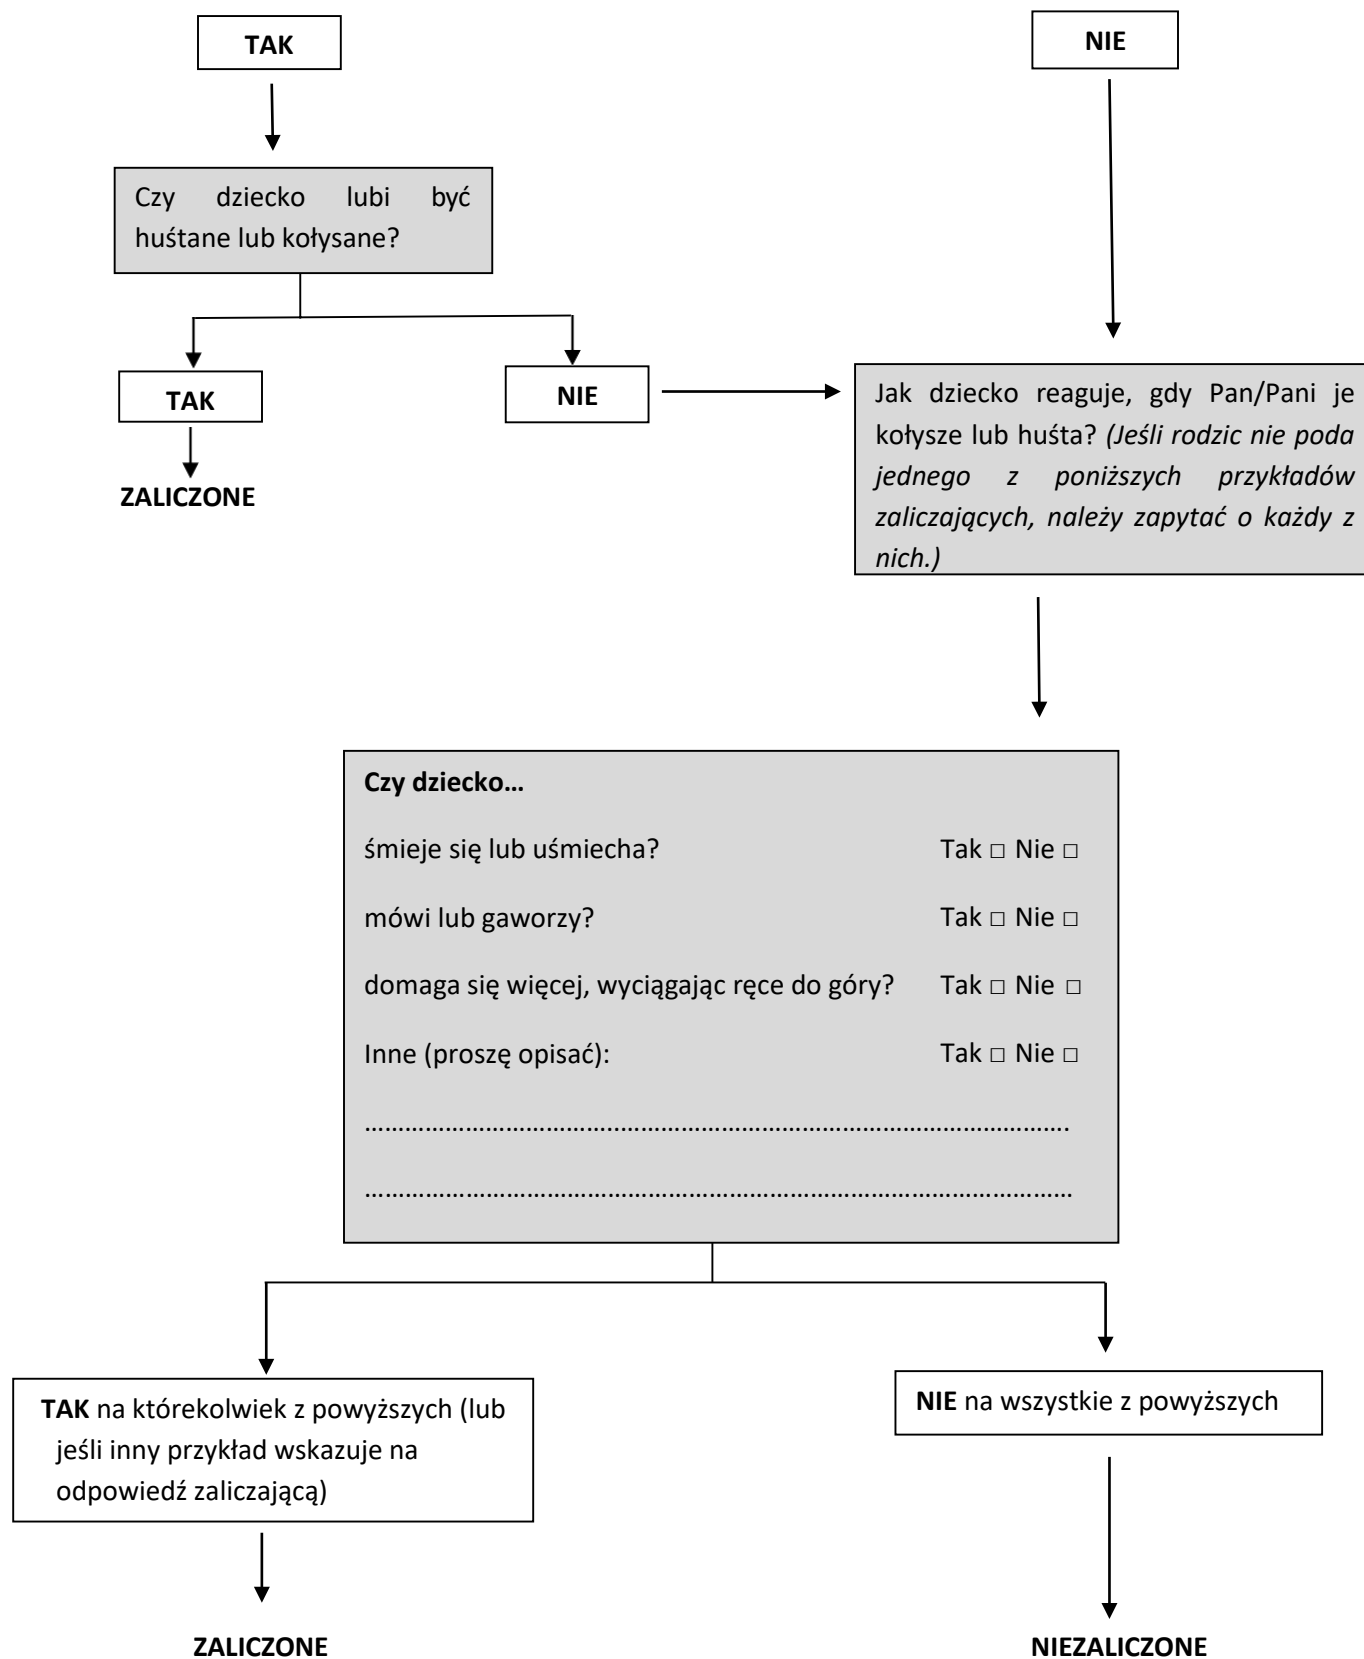 TAK
NIE
Czy dziecko lubi być
huśtane lub kołysane?
TAK
NIE
ZALICZONE
Jak dziecko reaguje, gdy Pan/Pani je
kołysze lub huśta? (Jeśli rodzic nie poda
jednego z poniższych przykładów
zaliczających, należy zapytać o każdy z
nich.)
Czy dziecko…
śmieje się lub uśmiecha? Tak □ Nie □
mówi lub gaworzy? Tak □ Nie □
domaga się więcej, wyciągając ręce do góry? Tak □ Nie □
Inne (proszę opisać): Tak □ Nie □
……………………………………………………………………………………………….
………………………………………………………………………………………………
TAK na którekolwiek z powyższych (lub
jeśli inny przykład wskazuje na
odpowiedź zaliczającą)
NIE na wszystkie z powyższych
ZALICZONE
NIEZALICZONE